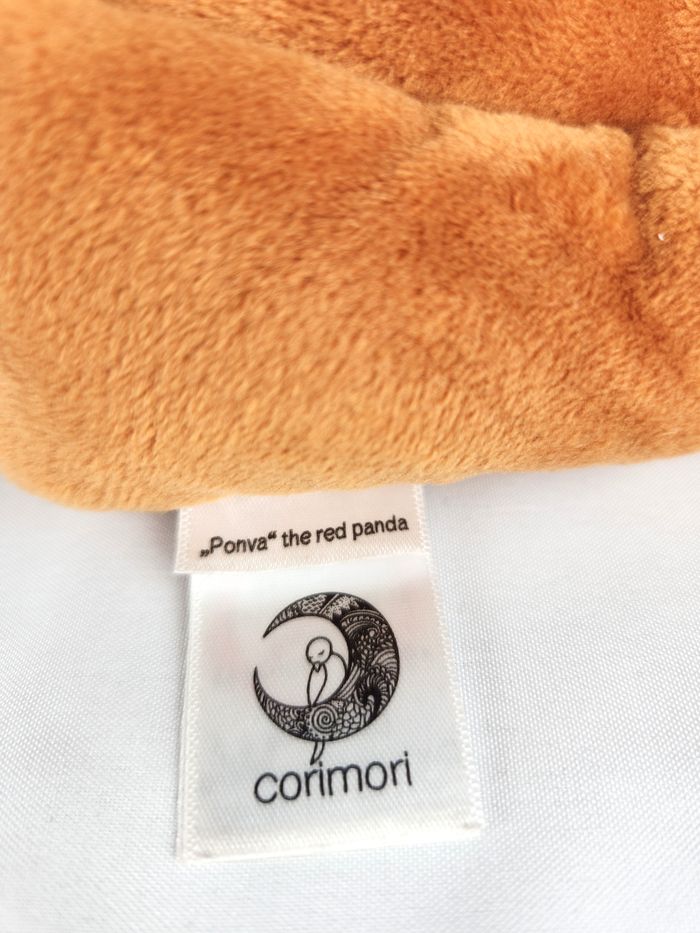 „Ponva“ the red panda
corimori